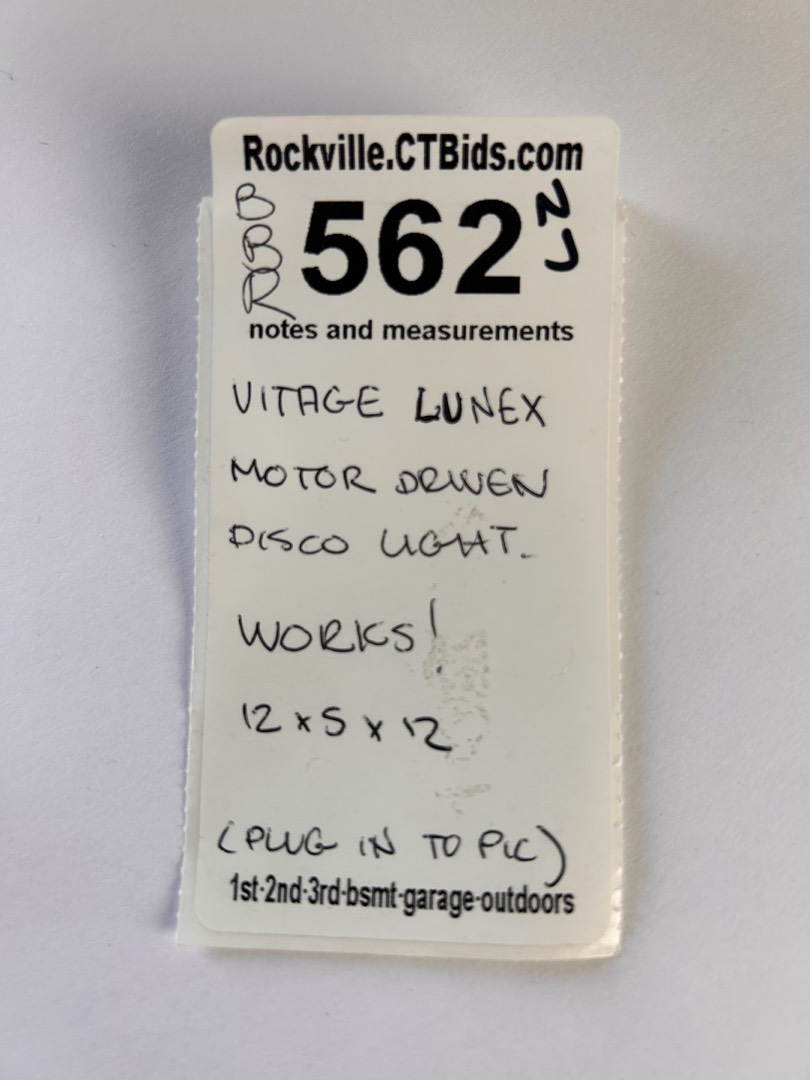 Rockville.CTBids.com
BBR 562 NJ
notes and measurements
VITAGE LUNEX
MOTOR DRIVEN
DISCO LIGHT.
WORKS!
12 x 5 x 12
(PLUG IN TO PIC)
1st-2nd-3rd-bsmt-garage-outdoors